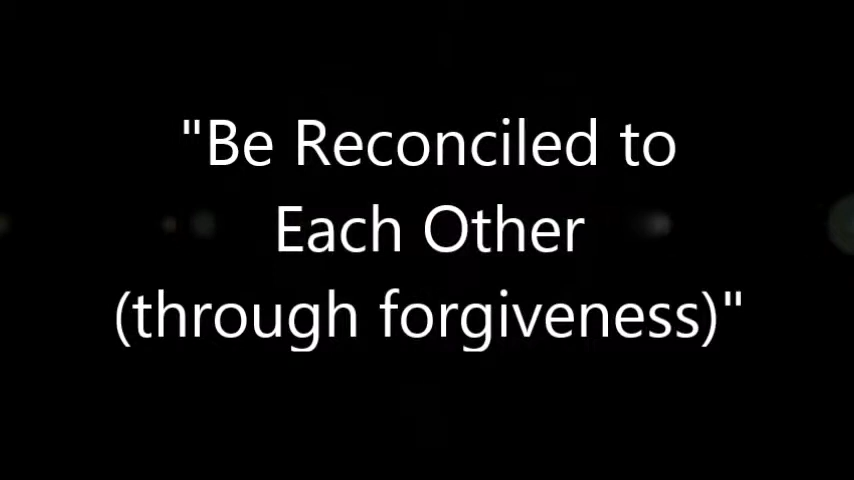 "Be Reconciled to
Each Other
(through forgiveness)"